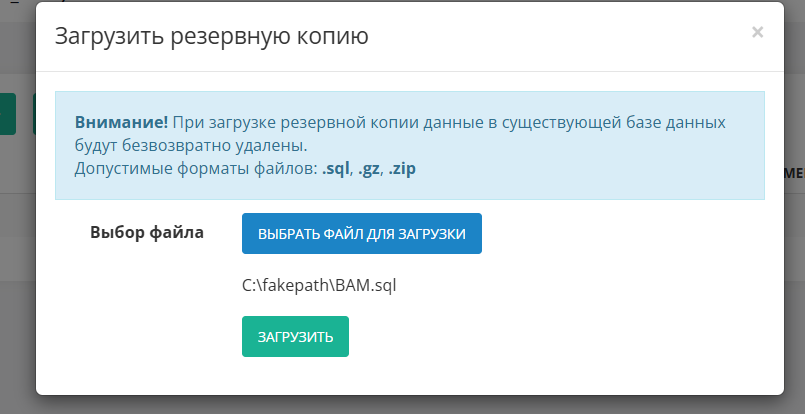 Загрузить резервную копию
×
Внимание! При загрузке резервной копии данные в существующей базе данных
будут безвозвратно удалены.
Допустимые форматы файлов: .sql, .gz, .zip
МЕ
Выбор файла
ВЫБРАТЬ ФАЙЛ ДЛЯ ЗАГРУЗКИ
C:\fakepath\BAM.sql
ЗАГРУЗИТЬ